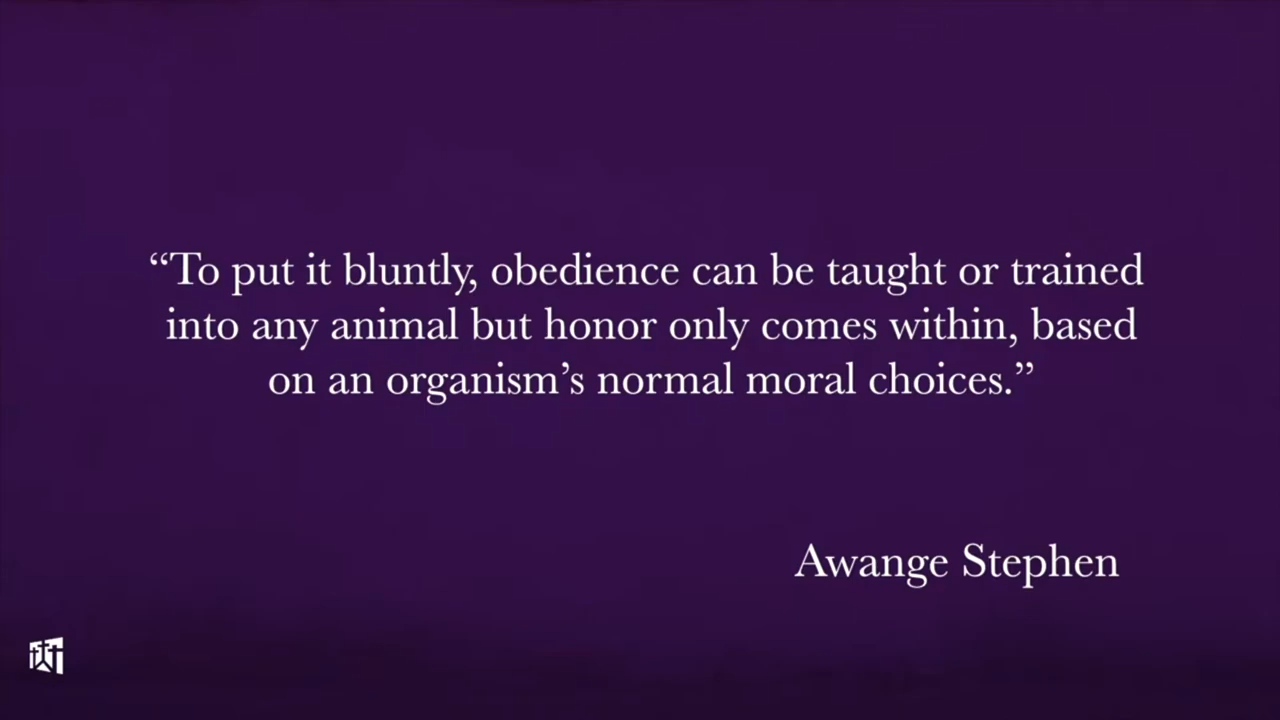 “To put it bluntly, obedience can be taught or trained
into any animal but honor only comes within, based
on an organism’s normal moral choices.”
Awange Stephen